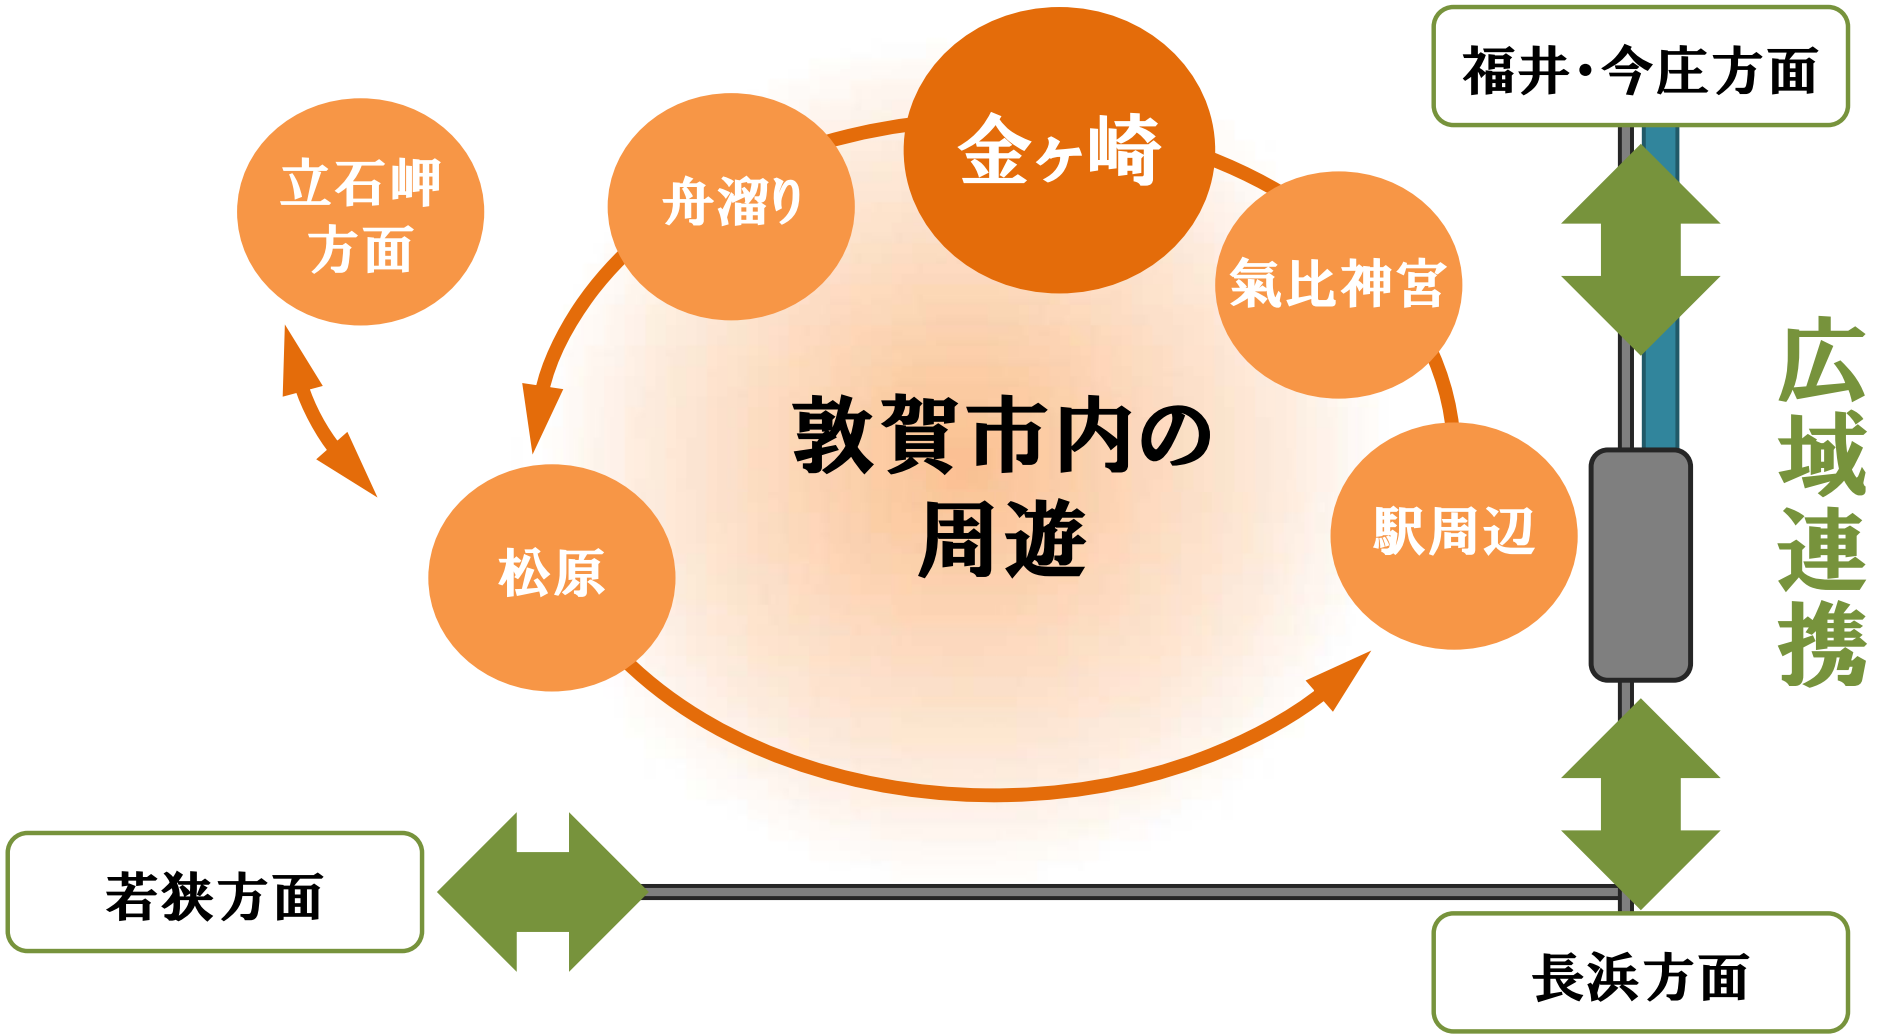 福井・今庄方面
金ヶ崎
舟溜り
立石岬
方面
氣比神宮
敦賀市内の
周遊
広域連携
駅周辺
松原
若狭方面
長浜方面